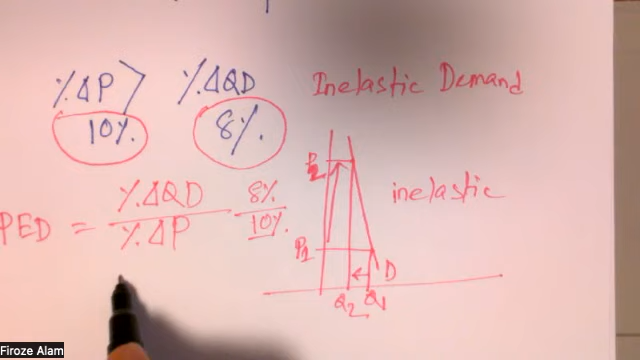 %ΔP > %ΔQD Inelastic Demand
10% 8%
PED = %ΔQD / %ΔP 8% / 10%
P2
inelastic
P1
D
Q2 Q1
Firoze Alam